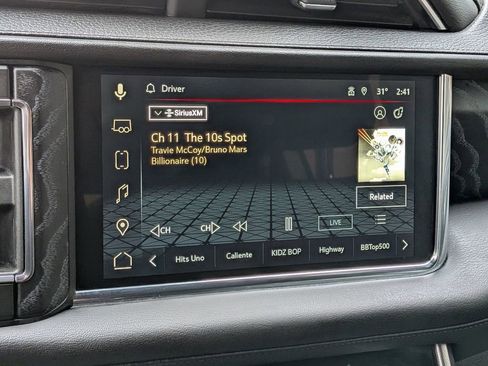 Driver
31° 2:41
SiriusXM
Ch 11 The 10s Spot
Travie McCoy/Bruno Mars
Billionaire (10)
Related
CH CH LIVE
Hits Uno Caliente KIDZ BOP Highway BBTop500